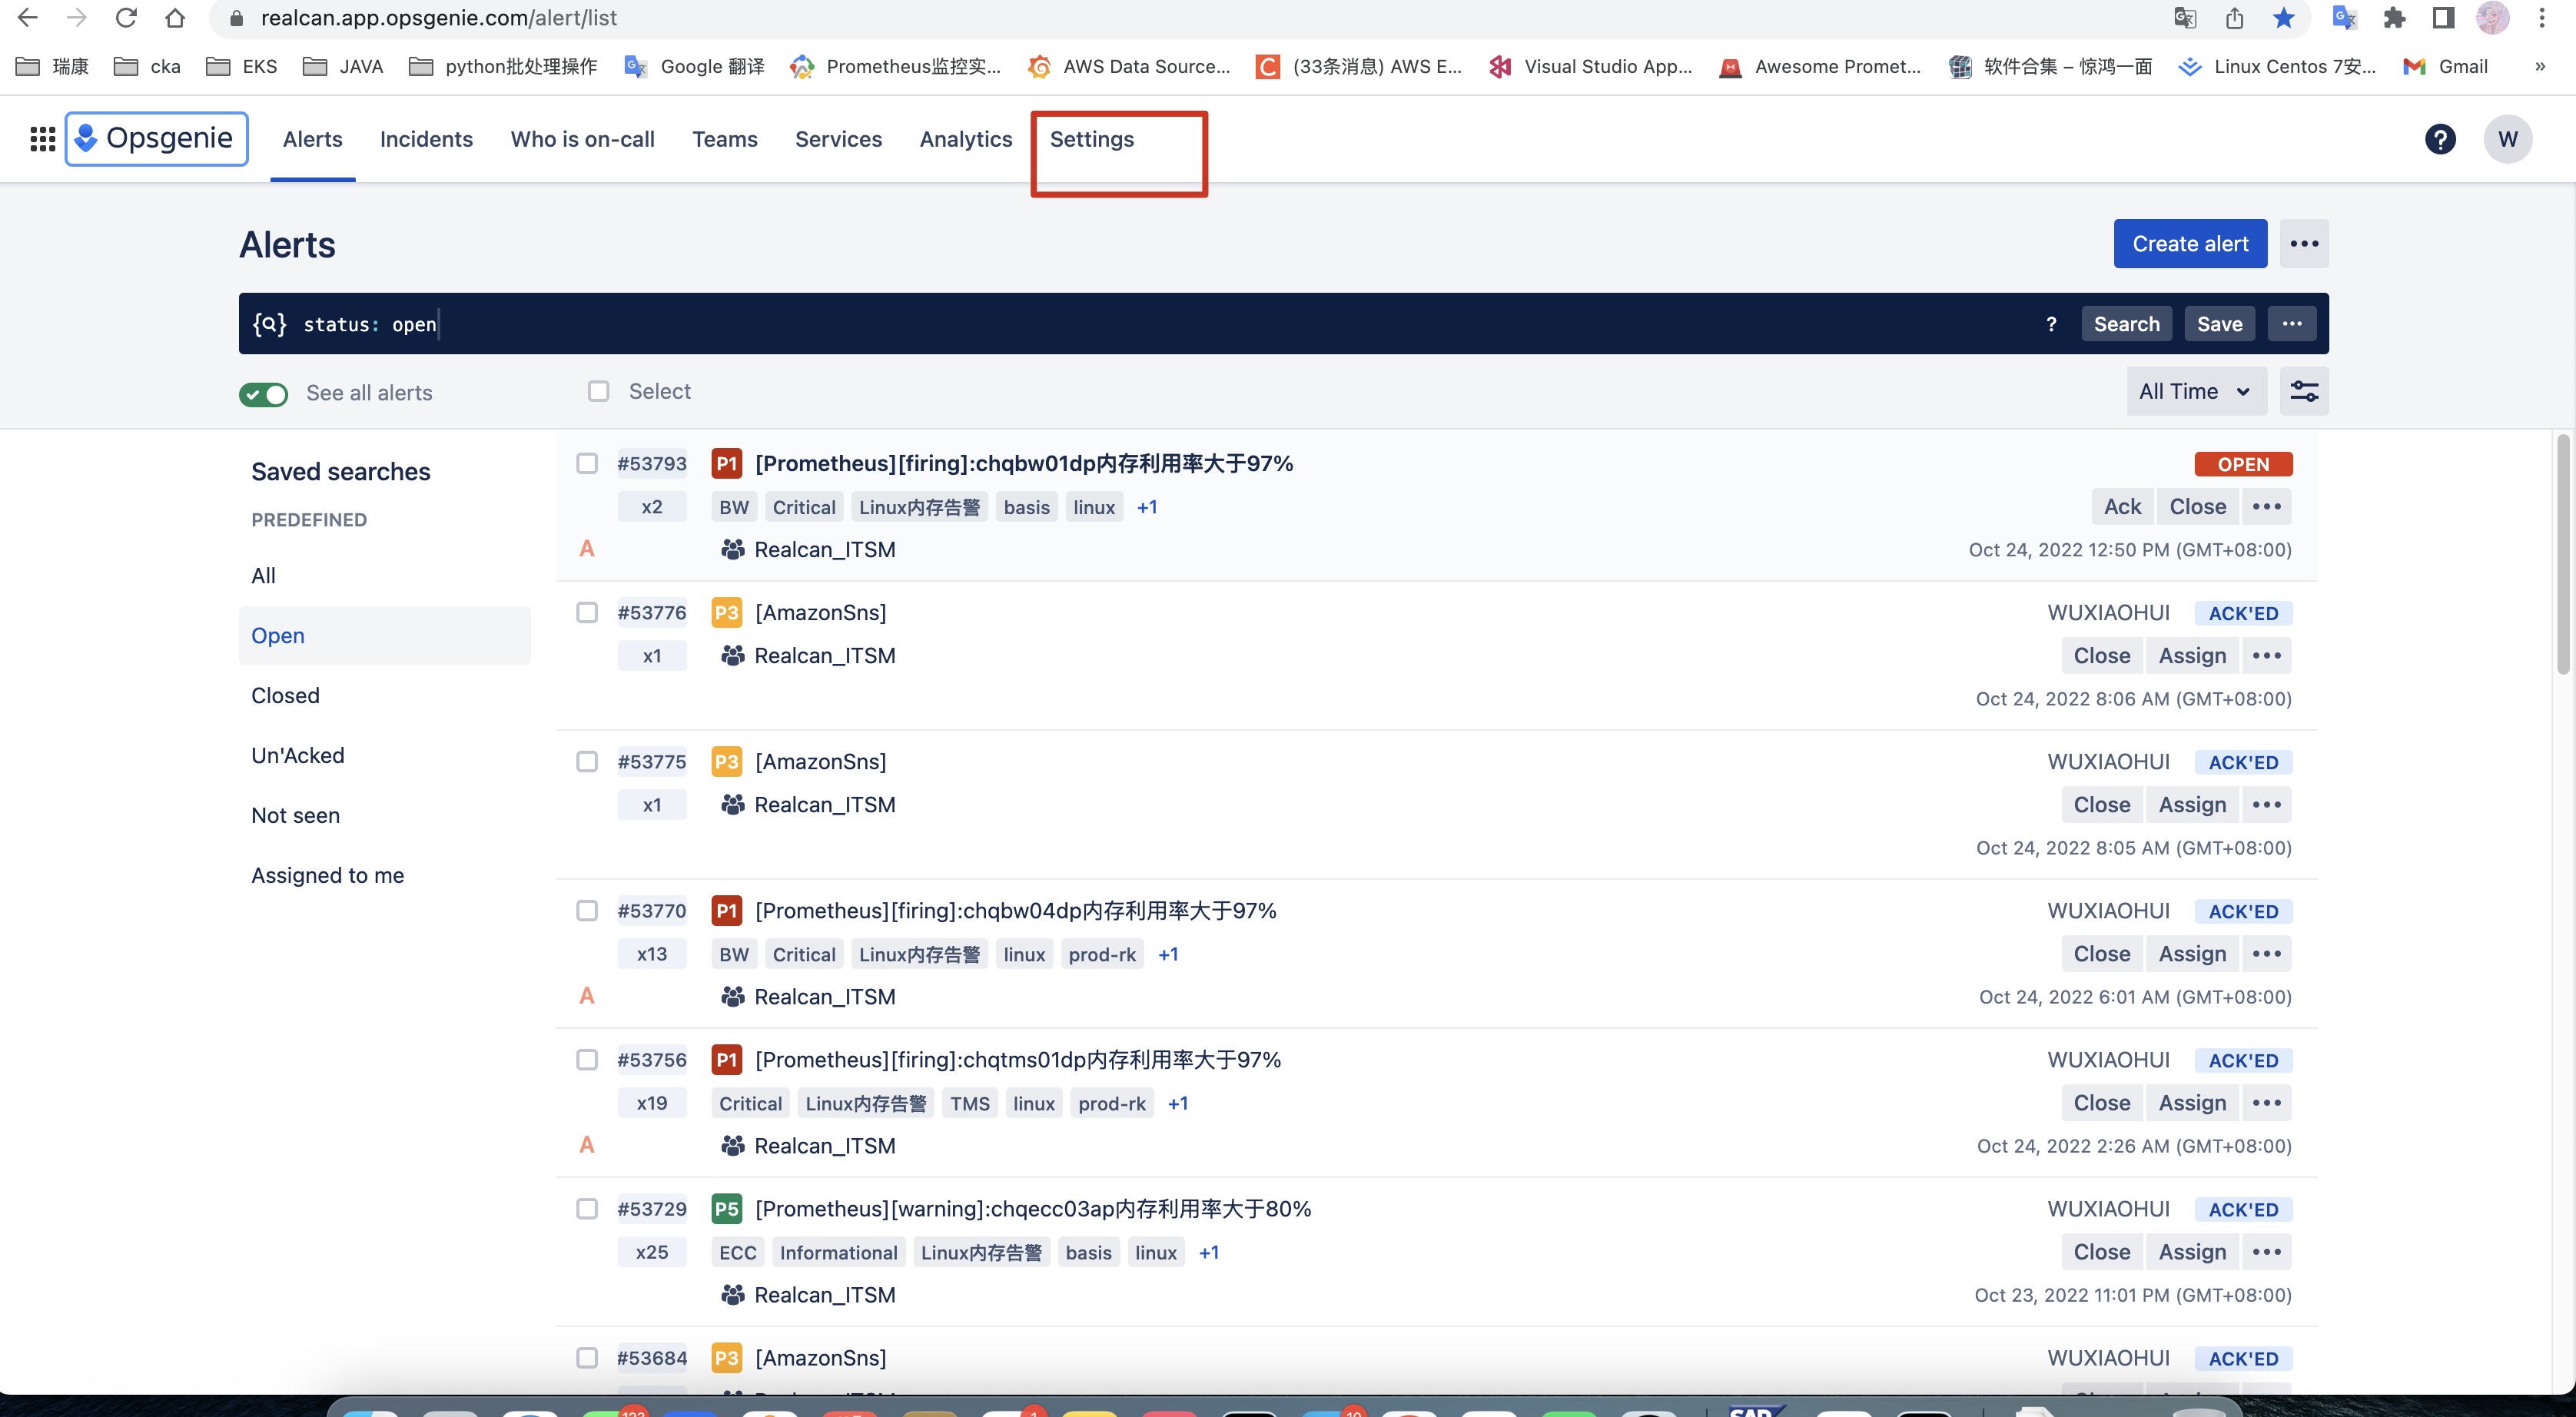 realcan.app.opsgenie.com/alert/list
瑞康 cka EKS JAVA python批处理操作 Google 翻译 Prometheus监控实... AWS Data Source... (33条消息) AWS E... Visual Studio App... Awesome Promet... 软件合集 – 惊鸿一面 Linux Centos 7安... Gmail »
Opsgenie Alerts Incidents Who is on-call Teams Services Analytics Settings ? W
Alerts Create alert
status: open ? Search Save
See all alerts Select All Time
Saved searches
PREDEFINED
All
Open
Closed
Un'Acked
Not seen
Assigned to me
#53793 P1 [Prometheus][firing]:chqbw01dp内存利用率大于97% OPEN
x2 BW Critical Linux内存告警 basis linux +1 Ack Close
A Realcan_ITSM Oct 24, 2022 12:50 PM (GMT+08:00)
#53776 P3 [AmazonSns] WUXIAOHUI ACK'ED
x1 Realcan_ITSM Close Assign
Oct 24, 2022 8:06 AM (GMT+08:00)
#53775 P3 [AmazonSns] WUXIAOHUI ACK'ED
x1 Realcan_ITSM Close Assign
Oct 24, 2022 8:05 AM (GMT+08:00)
#53770 P1 [Prometheus][firing]:chqbw04dp内存利用率大于97% WUXIAOHUI ACK'ED
x13 BW Critical Linux内存告警 linux prod-rk +1 Close Assign
A Realcan_ITSM Oct 24, 2022 6:01 AM (GMT+08:00)
#53756 P1 [Prometheus][firing]:chqtms01dp内存利用率大于97% WUXIAOHUI ACK'ED
x19 Critical Linux内存告警 TMS linux prod-rk +1 Close Assign
A Realcan_ITSM Oct 24, 2022 2:26 AM (GMT+08:00)
#53729 P5 [Prometheus][warning]:chqecc03ap内存利用率大于80% WUXIAOHUI ACK'ED
x25 ECC Informational Linux内存告警 basis linux +1 Close Assign
Realcan_ITSM Oct 23, 2022 11:01 PM (GMT+08:00)
#53684 P3 [AmazonSns] WUXIAOHUI ACK'ED
SAP